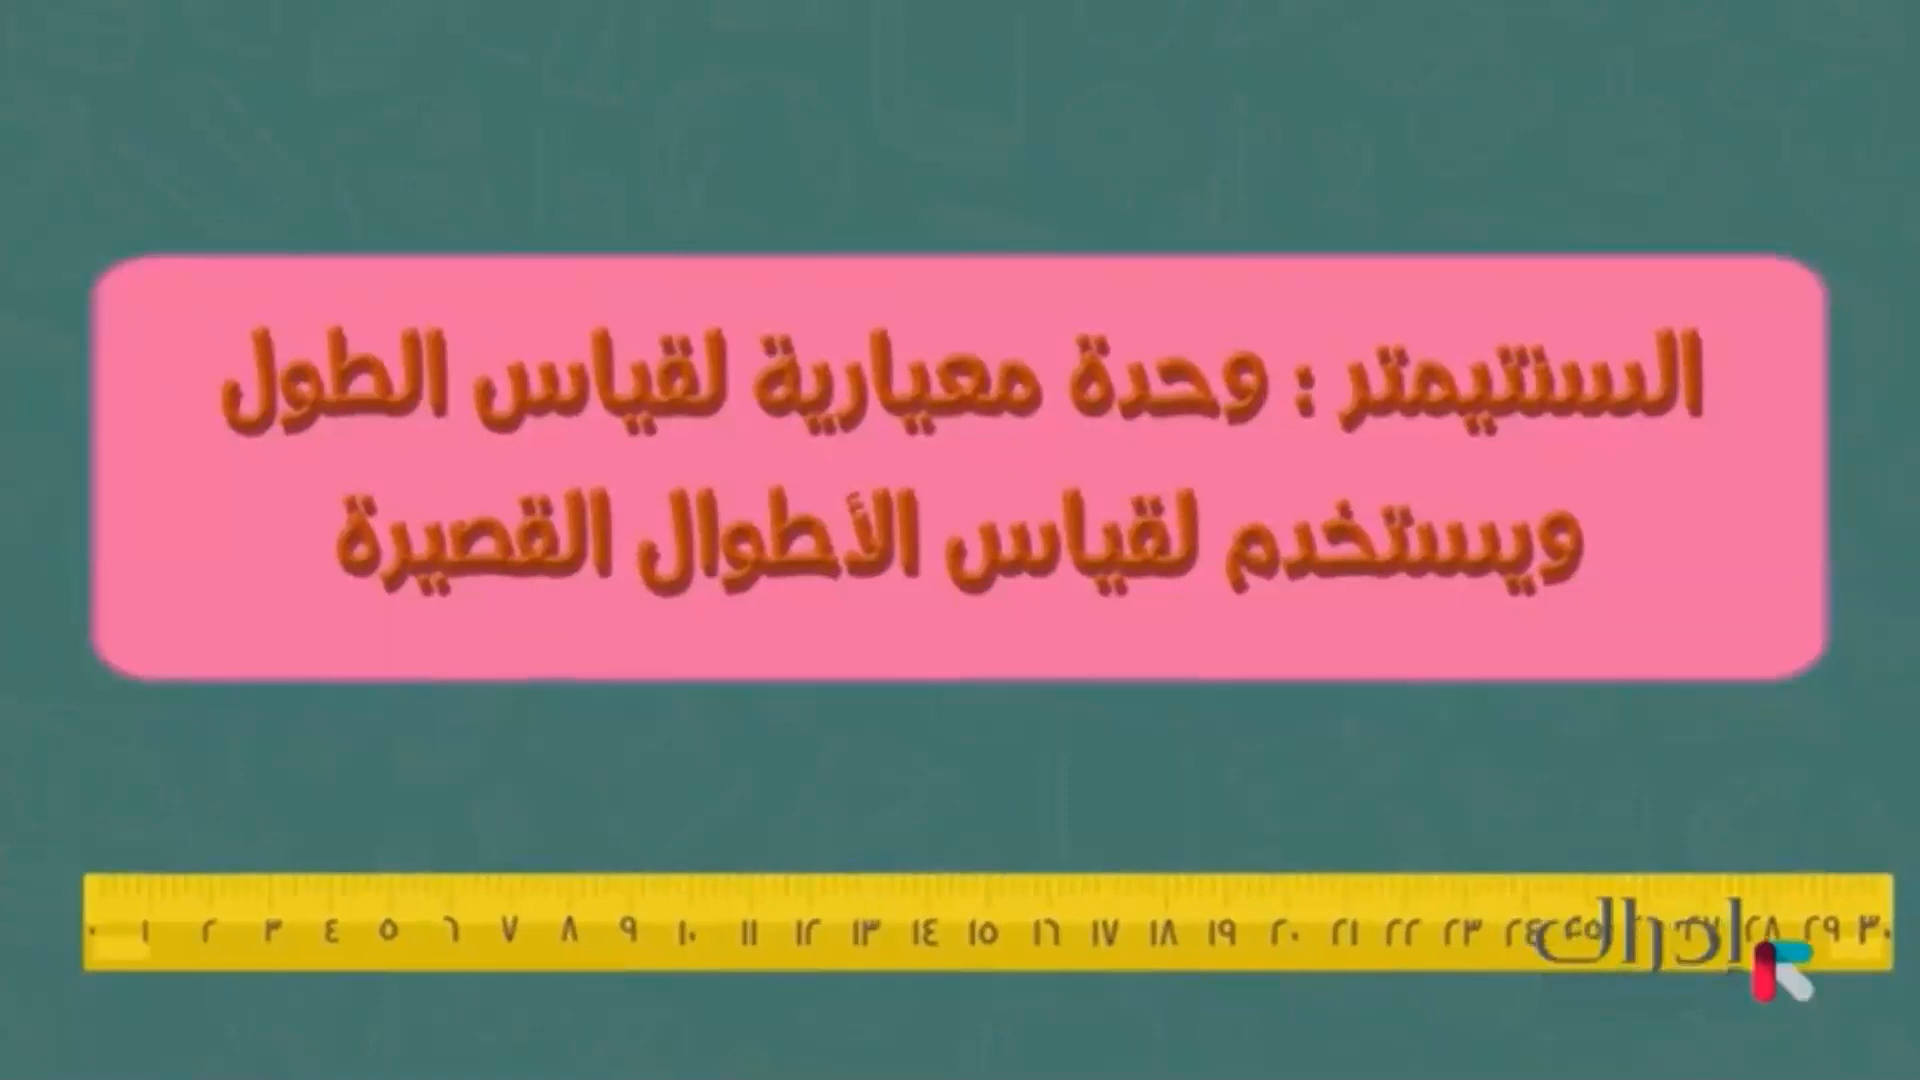 السنتيمتر : وحدة معيارية لقياس الطول
ويستخدم لقياس الأطوال القصيرة
٠ ١ ٢ ٣ ٤ ٥ ٦ ٧ ٨ ٩ ١٠ ١١ ١٢ ١٣ ١٤ ١٥ ١٦ ١٧ ١٨ ١٩ ٢٠ ٢١ ٢٢ ٢٣ ٢٤ ٢٥ ٢٧ ٢٨ ٢٩ ٣٠
إدراك